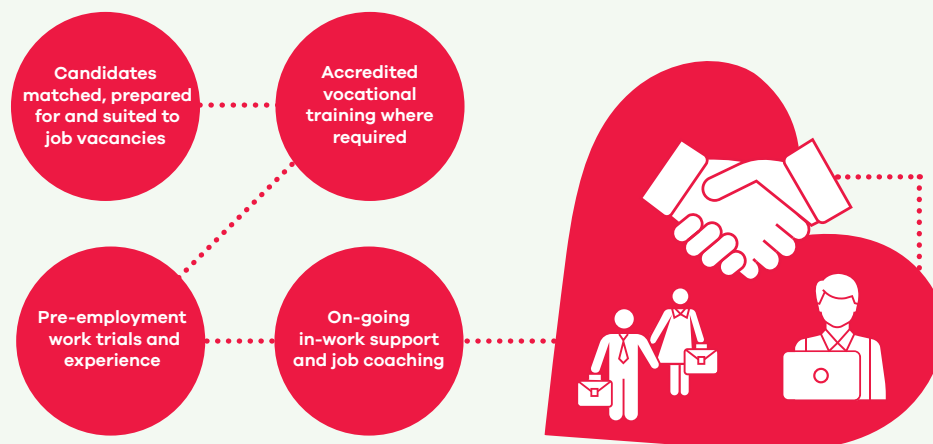 Candidates
matched, prepared
for and suited to
job vacancies
Accredited
vocational
training where
required
Pre-employment
work trials and
experience
On-going
in-work support
and job coaching